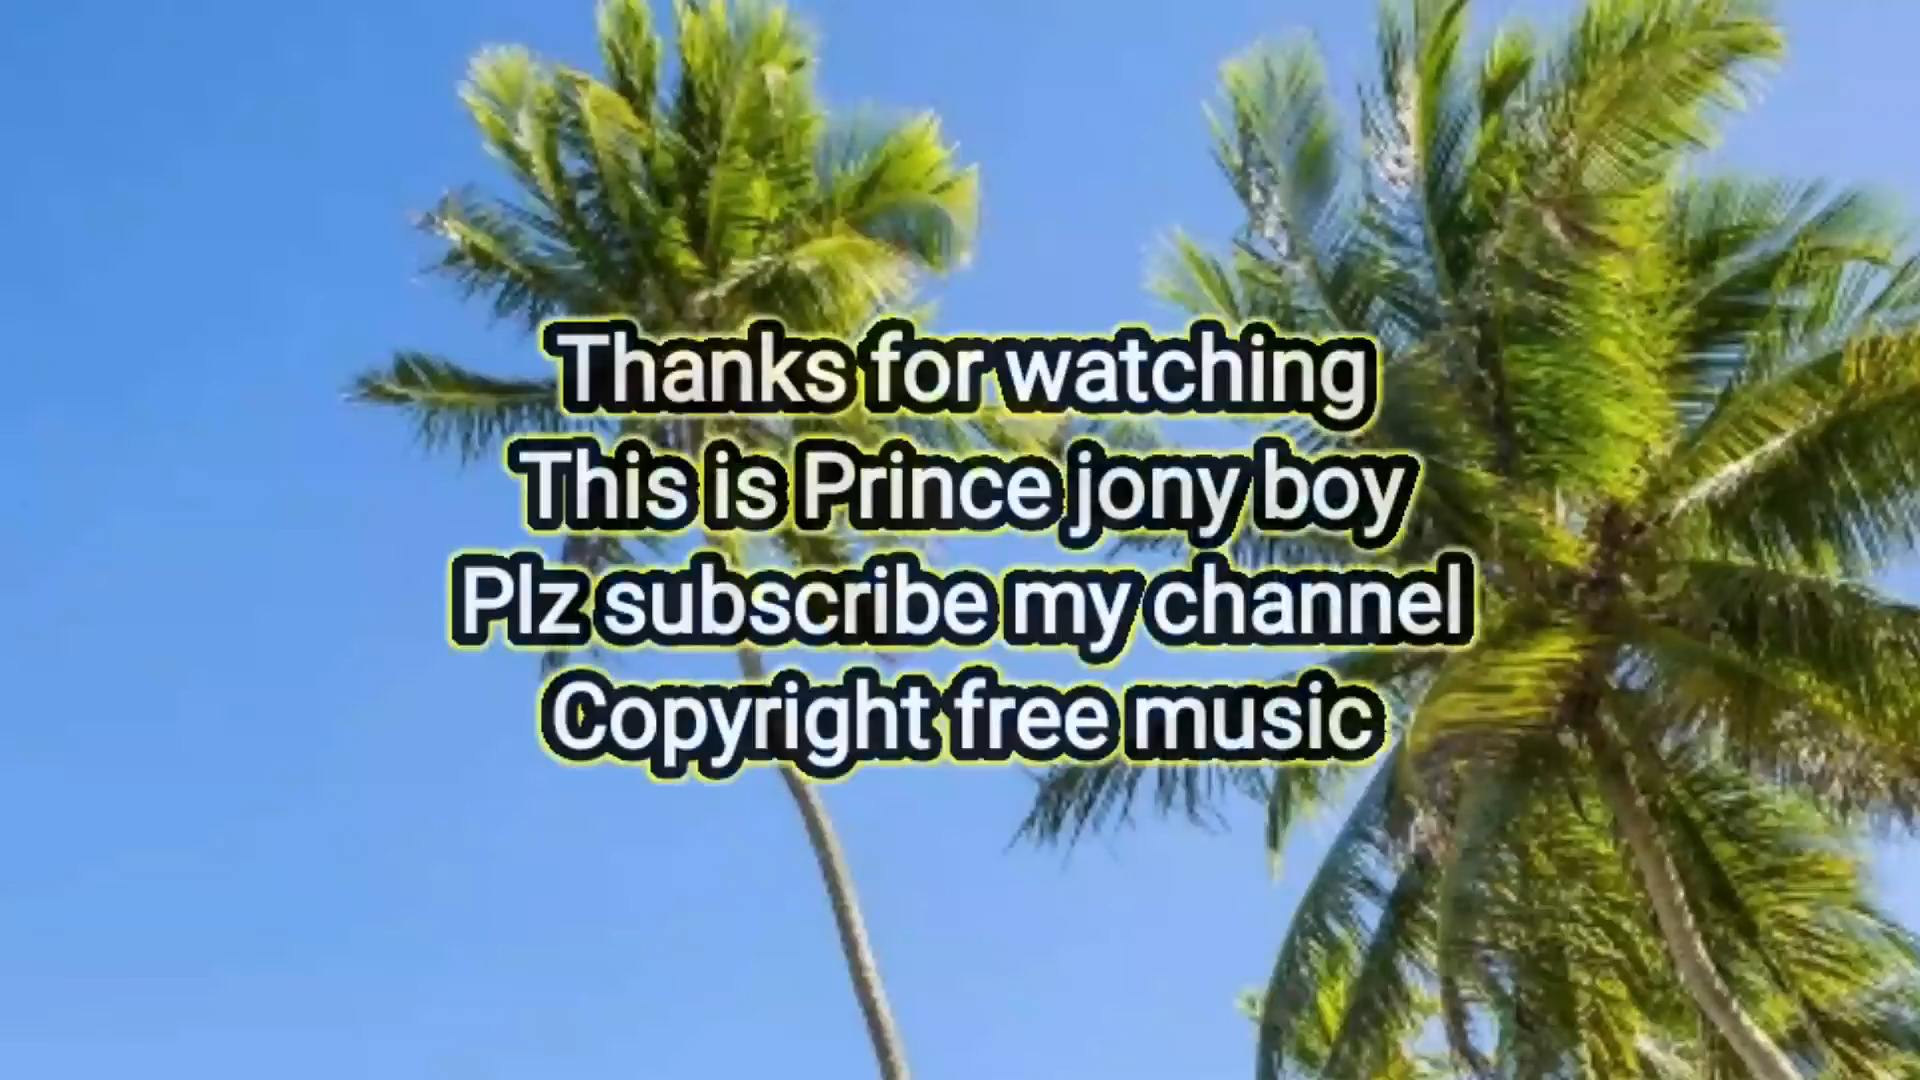 Thanks for watching
This is Prince jony boy
Plz subscribe my channel
Copyright free music